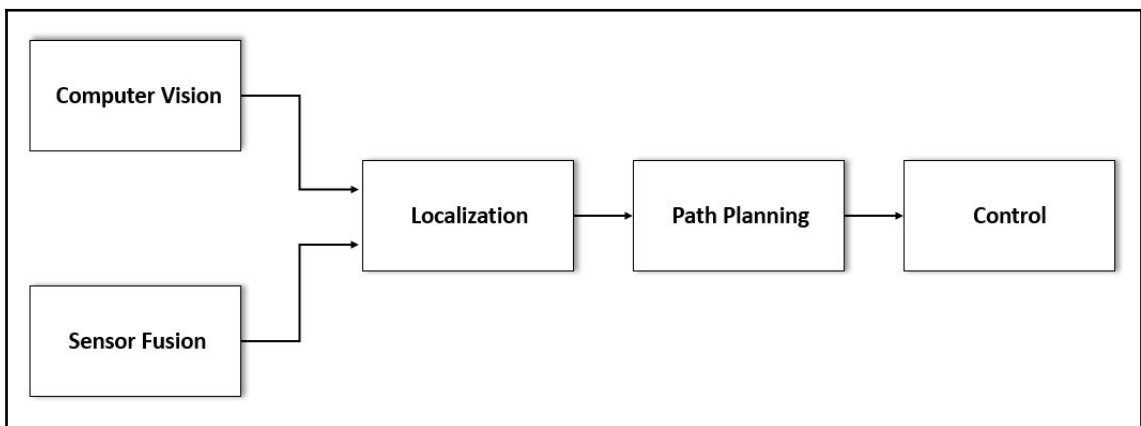 Computer Vision
Localization
Path Planning
Control
Sensor Fusion